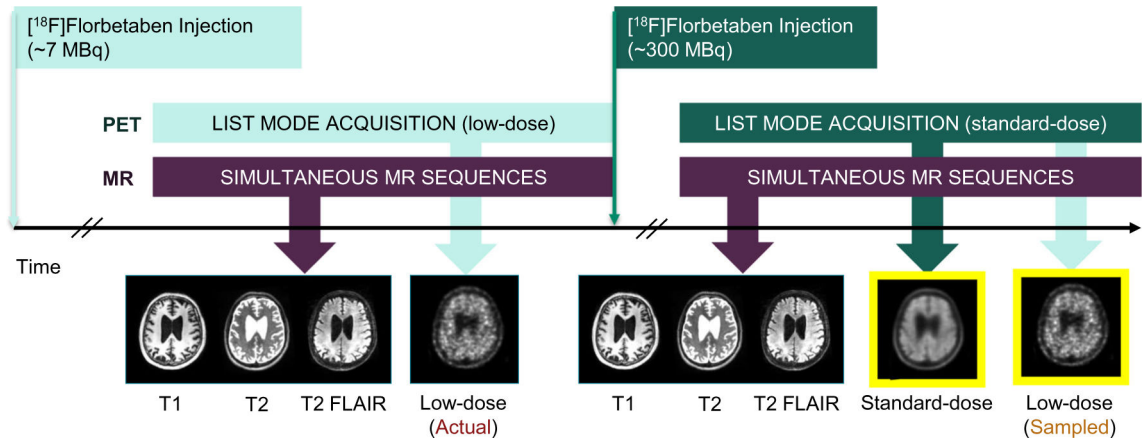 [¹⁸F]Florbetaben Injection
(~7 MBq)
[¹⁸F]Florbetaben Injection
(~300 MBq)
PET
LIST MODE ACQUISITION (low-dose)
LIST MODE ACQUISITION (standard-dose)
MR
SIMULTANEOUS MR SEQUENCES
SIMULTANEOUS MR SEQUENCES
Time
T1
T2
T2 FLAIR
Low-dose
(Actual)
T1
T2
T2 FLAIR
Standard-dose
Low-dose
(Sampled)